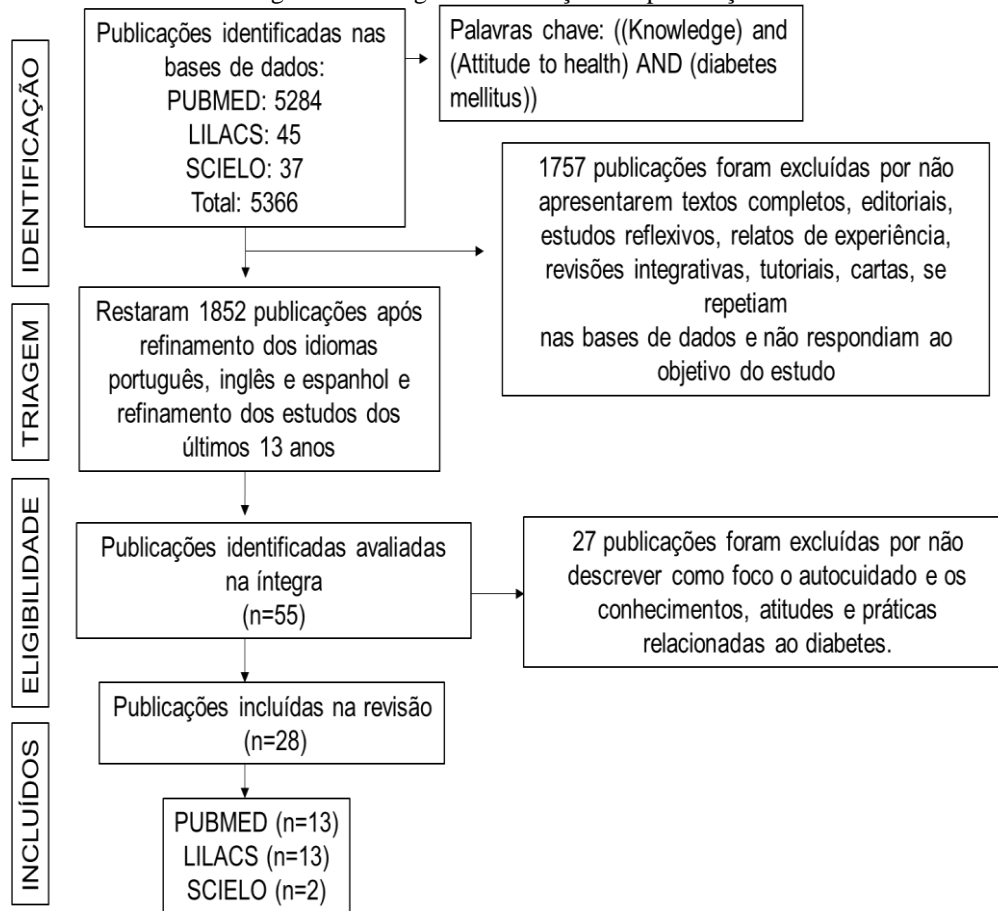 IDENTIFICAÇÃO
Publicações identificadas nas
bases de dados:
PUBMED: 5284
LILACS: 45
SCIELO: 37
Total: 5366
Palavras chave: ((Knowledge) and
(Attitude to health) AND (diabetes
mellitus))
1757 publicações foram excluídas por não
apresentarem textos completos, editoriais,
estudos reflexivos, relatos de experiência,
revisões integrativas, tutoriais, cartas, se
repetiam
nas bases de dados e não respondiam ao
objetivo do estudo
TRIAGEM
Restaram 1852 publicações após
refinamento dos idiomas
português, inglês e espanhol e
refinamento dos estudos dos
últimos 13 anos
ELIGIBILIDADE
Publicações identificadas avaliadas
na íntegra
(n=55)
27 publicações foram excluídas por não
descrever como foco o autocuidado e os
conhecimentos, atitudes e práticas
relacionadas ao diabetes.
Publicações incluídas na revisão
(n=28)
INCLUÍDOS
PUBMED (n=13)
LILACS (n=13)
SCIELO (n=2)